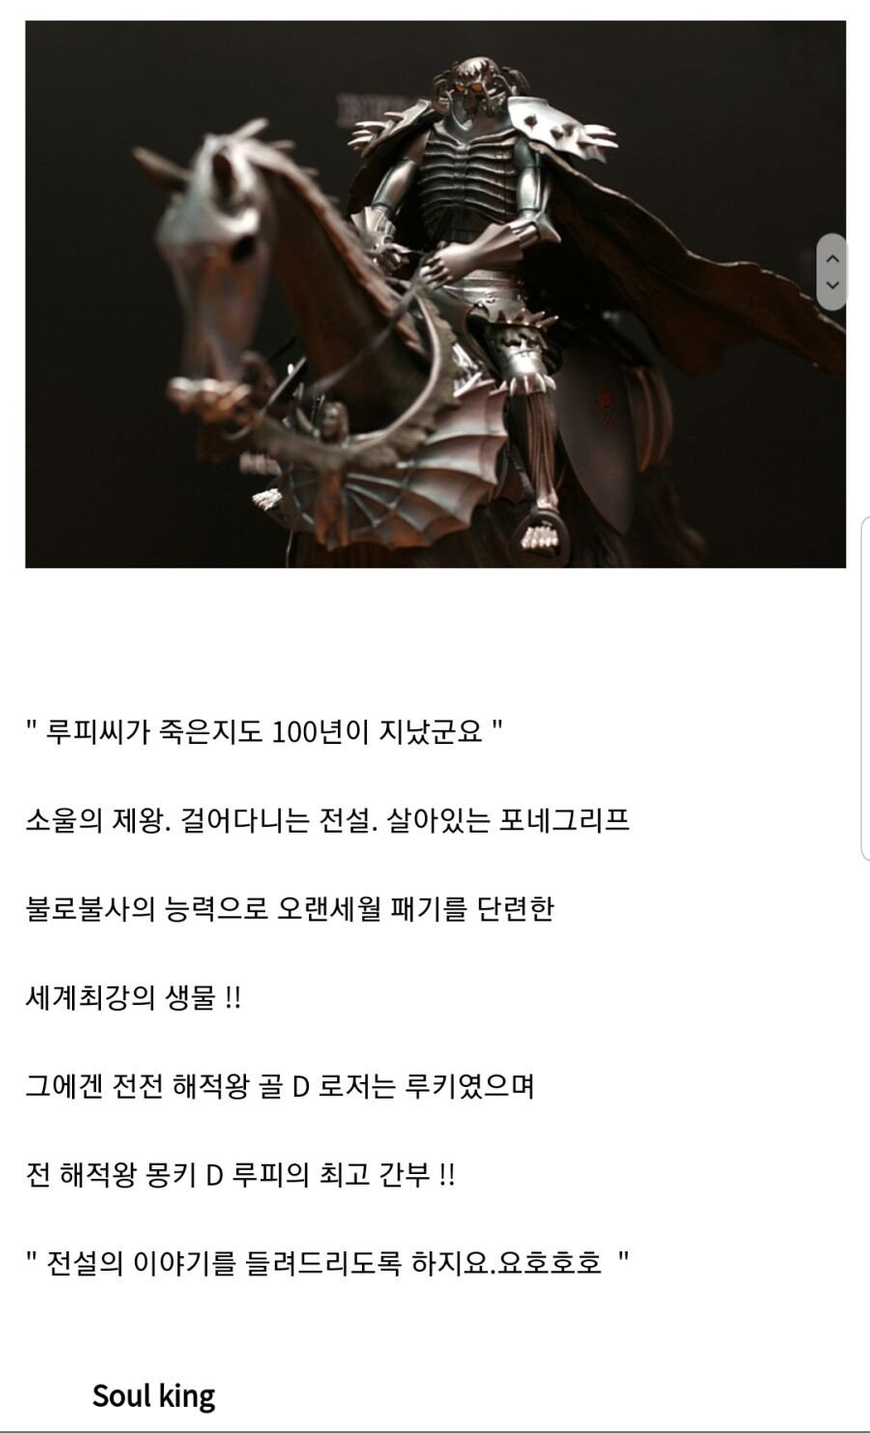 " 루피씨가 죽은지도 100년이 지났군요 "
소울의 제왕. 걸어다니는 전설. 살아있는 포네그리프
불로불사의 능력으로 오랜세월 패기를 단련한
세계최강의 생물 !!
그에겐 전전 해적왕 골 D 로저는 루키였으며
전 해적왕 몽키 D 루피의 최고 간부 !!
" 전설의 이야기를 들려드리도록 하지요.요호호호 "
Soul king